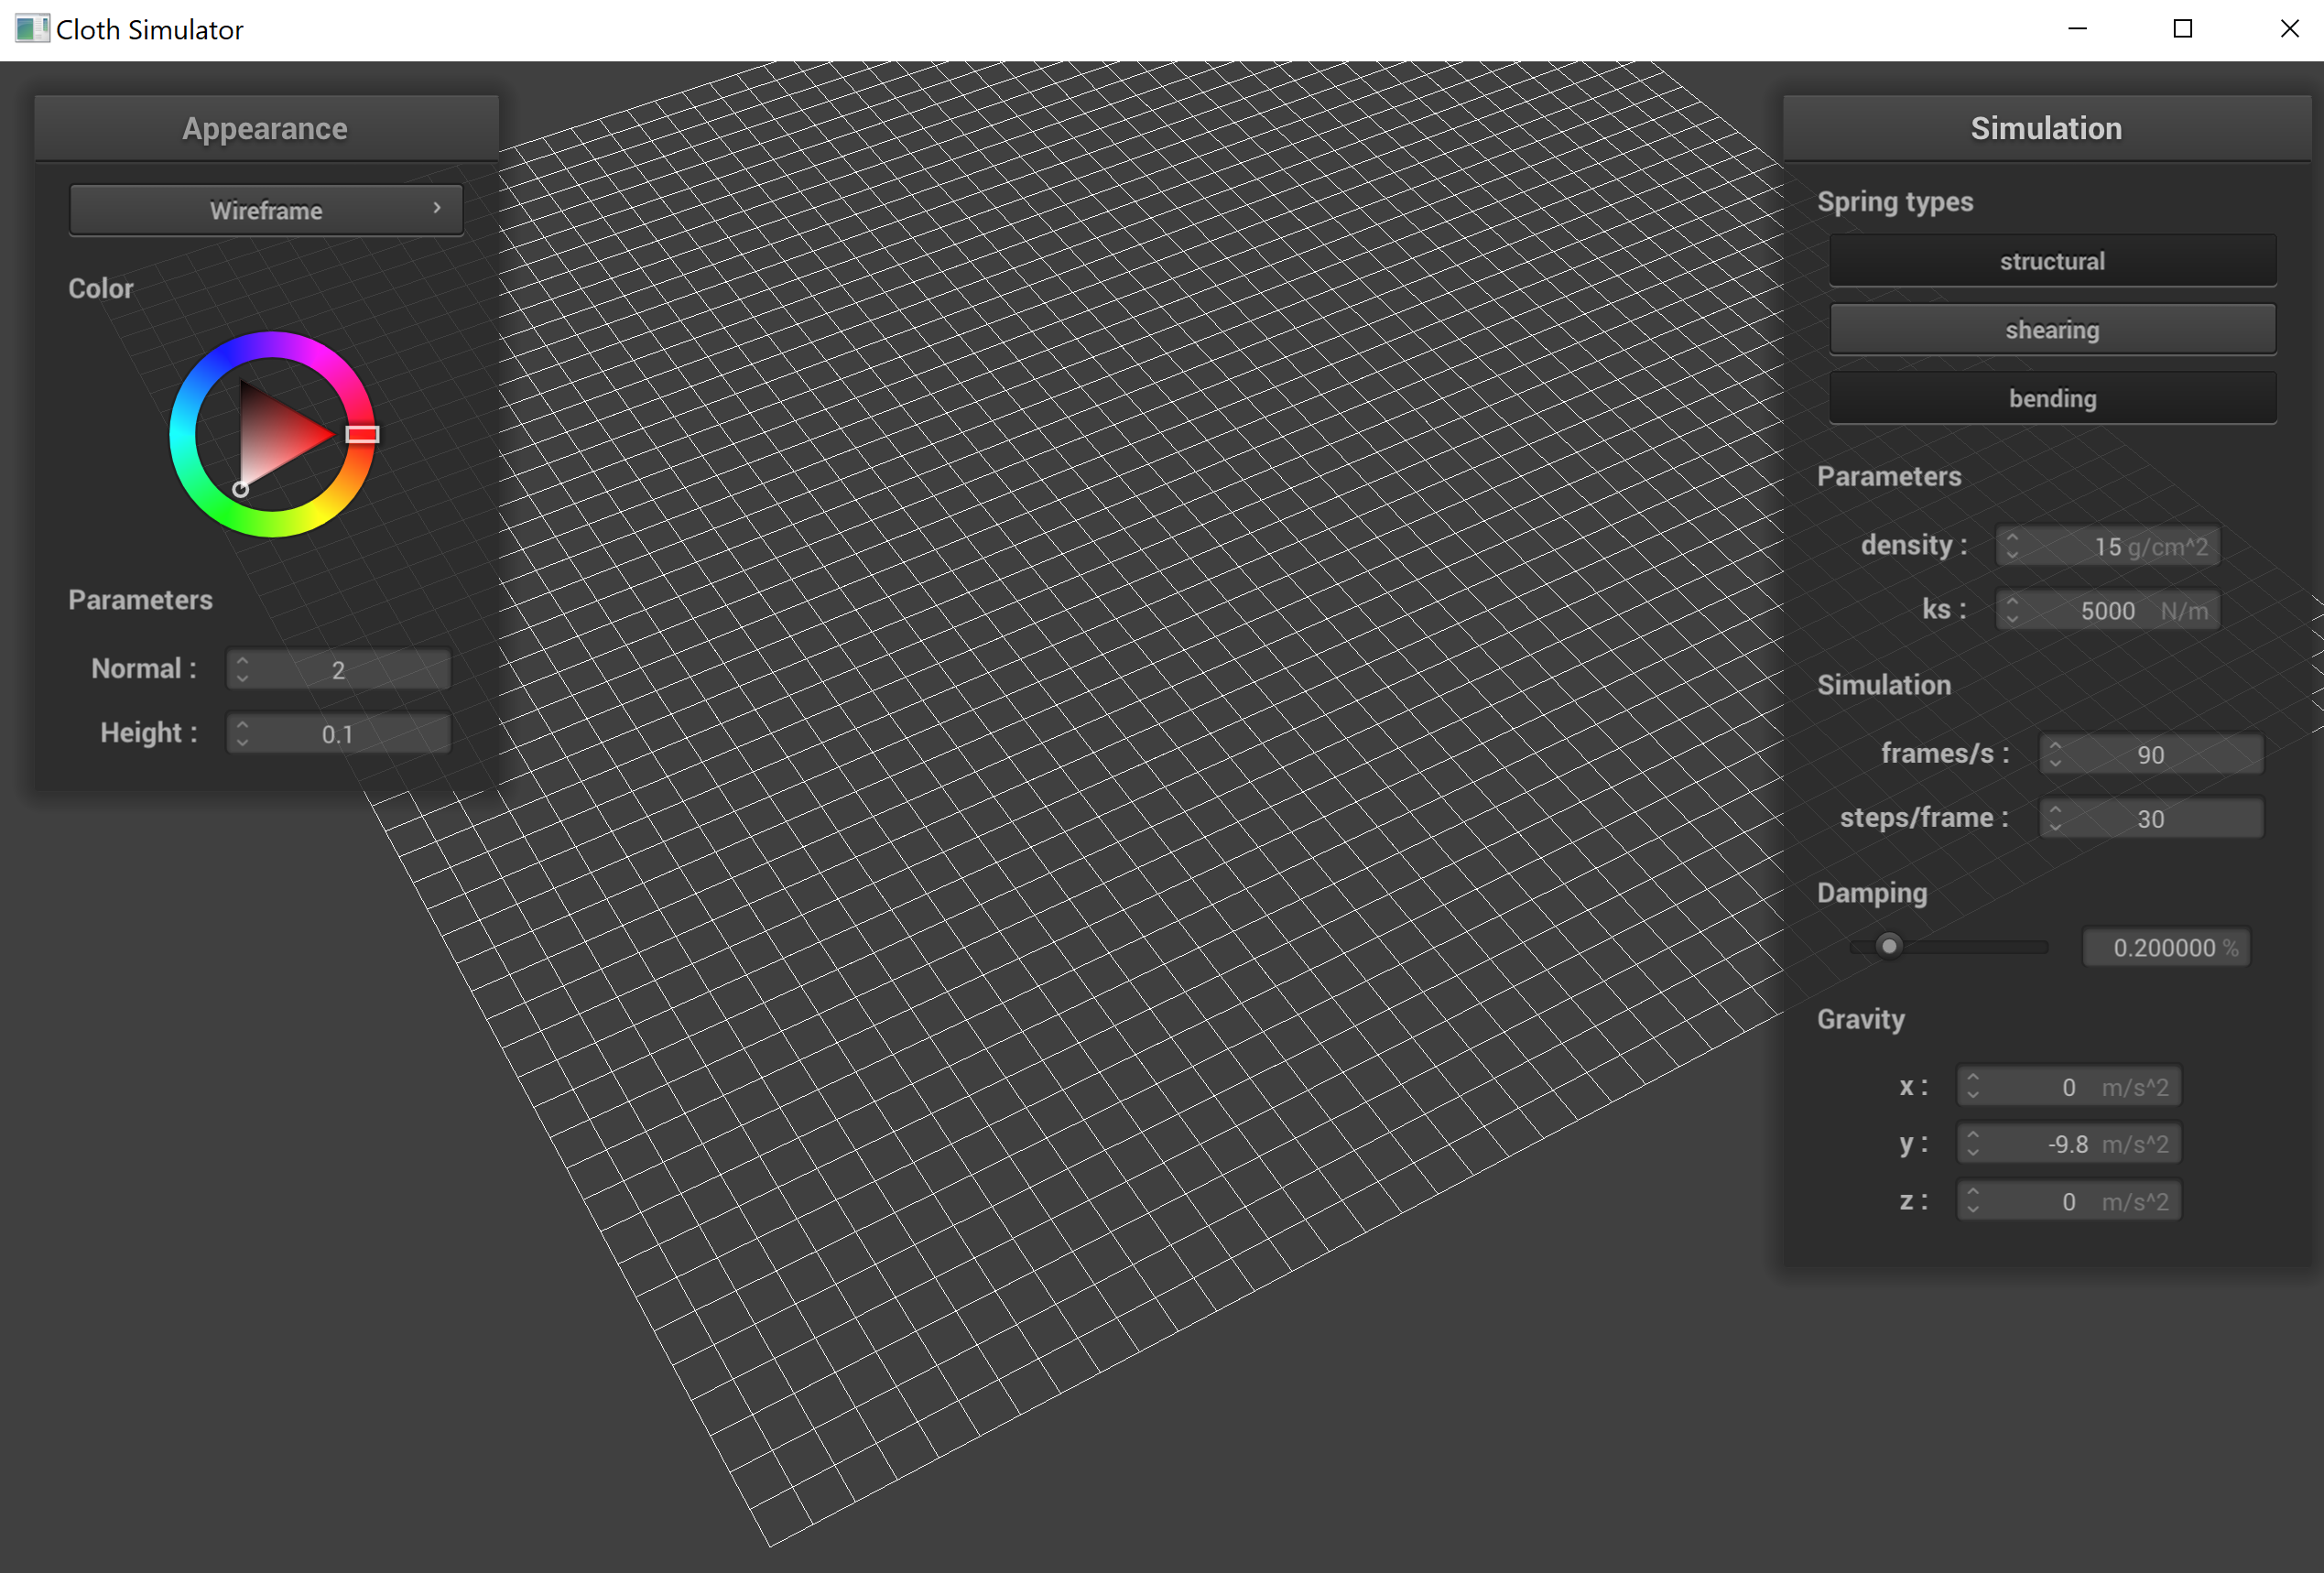 Cloth Simulator
Appearance
Wireframe
Color
Parameters
Normal : 2
Height : 0.1
Simulation
Spring types
structural
shearing
bending
Parameters
density : 15 g/cm^2
ks : 5000 N/m
Simulation
frames/s : 90
steps/frame : 30
Damping
0.200000 %
Gravity
x : 0 m/s^2
y : -9.8 m/s^2
z : 0 m/s^2